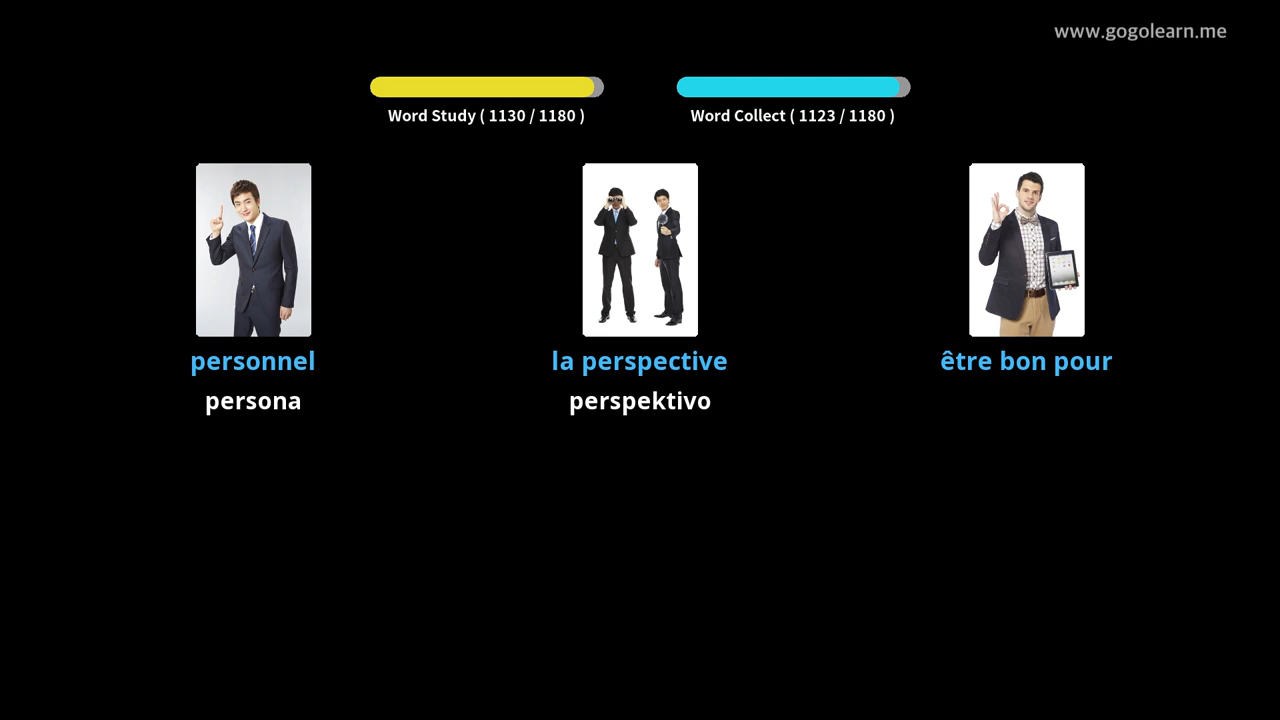 www.gogolearn.me
Word Study ( 1130 / 1180 )
Word Collect ( 1123 / 1180 )
personnel
persona
la perspective
perspektivo
être bon pour